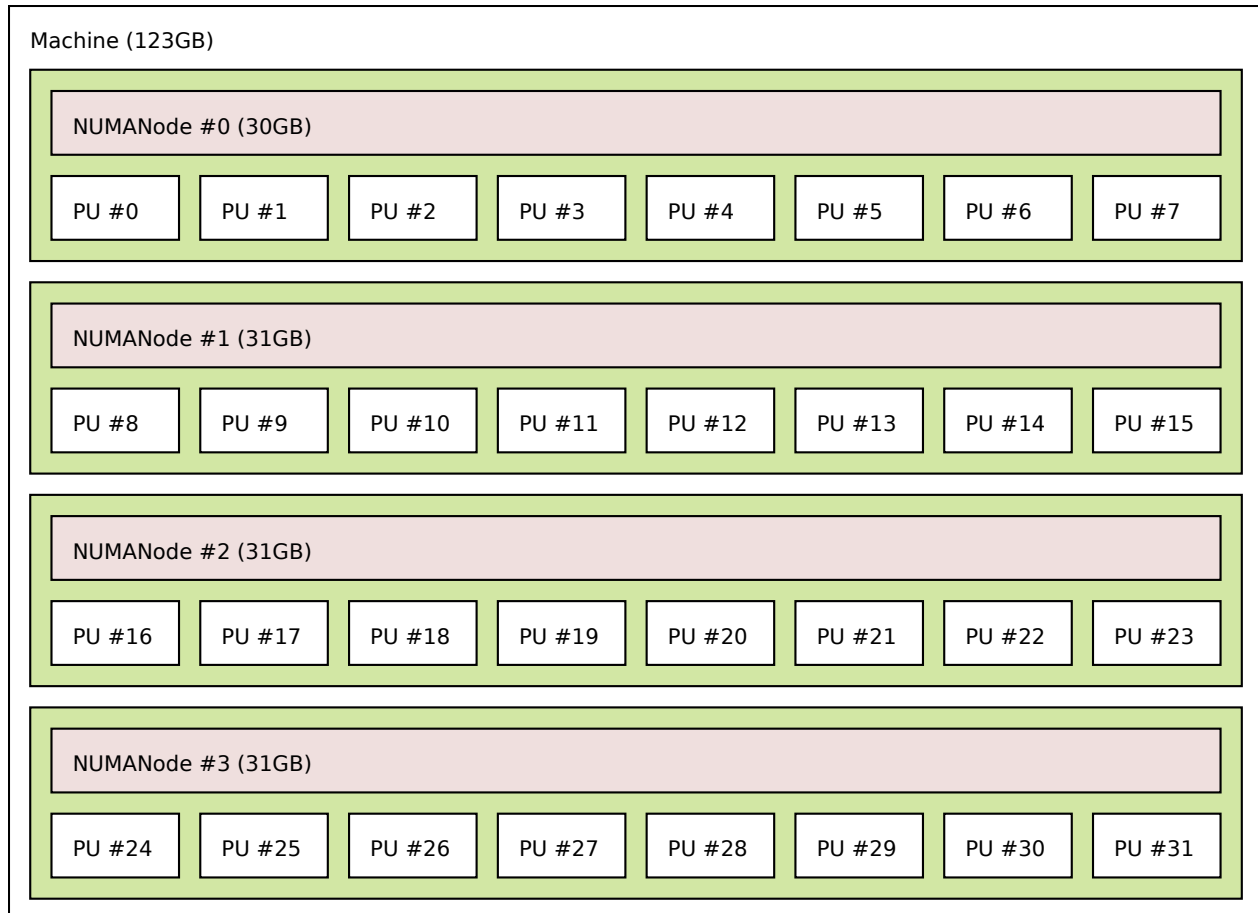 Machine (123GB)
NUMANode #0 (30GB)
PU #0 PU #1 PU #2 PU #3 PU #4 PU #5 PU #6 PU #7
NUMANode #1 (31GB)
PU #8 PU #9 PU #10 PU #11 PU #12 PU #13 PU #14 PU #15
NUMANode #2 (31GB)
PU #16 PU #17 PU #18 PU #19 PU #20 PU #21 PU #22 PU #23
NUMANode #3 (31GB)
PU #24 PU #25 PU #26 PU #27 PU #28 PU #29 PU #30 PU #31